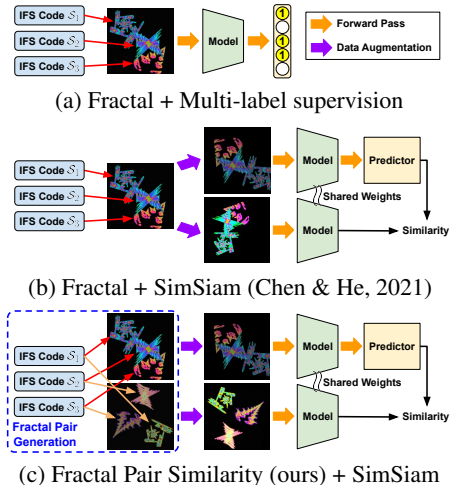 IFS Code S₁
IFS Code S₂
IFS Code S₃
Model
1
1
1
Forward Pass
Data Augmentation
(a) Fractal + Multi-label supervision
IFS Code S₁
IFS Code S₂
IFS Code S₃
Model
Predictor
Shared Weights
Model
Similarity
(b) Fractal + SimSiam (Chen & He, 2021)
IFS Code S₁
IFS Code S₂
IFS Code S₃
Fractal Pair
Generation
Model
Predictor
Shared Weights
Model
Similarity
(c) Fractal Pair Similarity (ours) + SimSiam